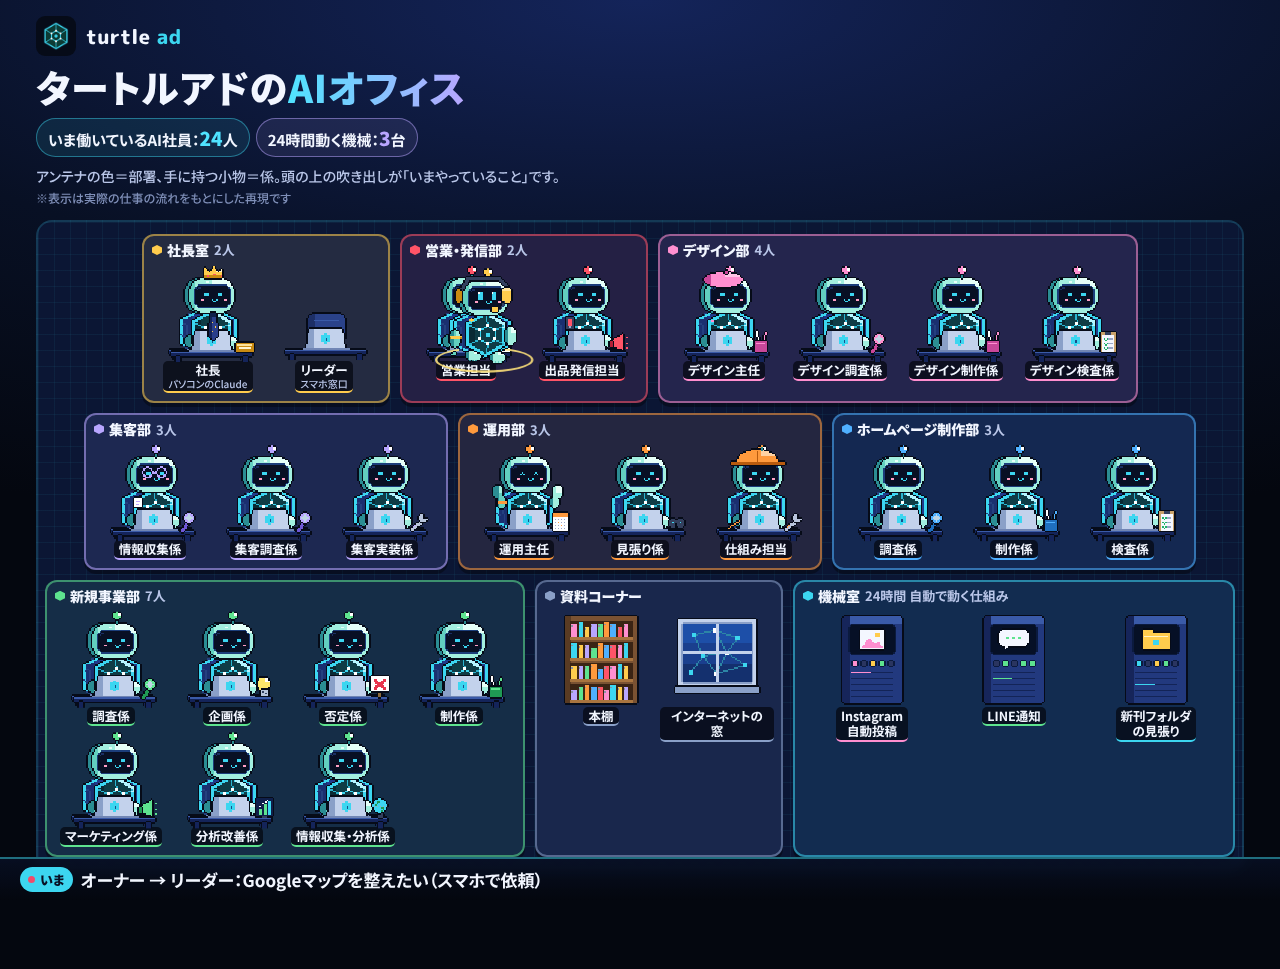 turtle ad
タートルアドのAIオフィス
いま働いているAI社員：24人
24時間動く機械：3台
アンテナの色＝部署、手に持つ小物＝係。頭の上の吹き出しが「いまやっていること」です。
※表示は実際の仕事の流れをもとにした再現です
社長室 2人
社長
パソコンのClaude
リーダー
スマホ窓口
営業・発信部 2人
営業担当
出品発信担当
デザイン部 4人
デザイン主任
デザイン調査係
デザイン制作係
デザイン検査係
集客部 3人
情報収集係
集客調査係
集客実装係
運用部 3人
運用主任
見張り係
仕組み担当
ホームページ制作部 3人
調査係
制作係
検査係
新規事業部 7人
調査係
企画係
否定係
制作係
マーケティング係
分析改善係
情報収集・分析係
資料コーナー
本棚
インターネットの
窓
機械室 24時間 自動で動く仕組み
Instagram
自動投稿
LINE通知
新刊フォルダ
の見張り
いま オーナー → リーダー：Googleマップを整えたい（スマホで依頼）